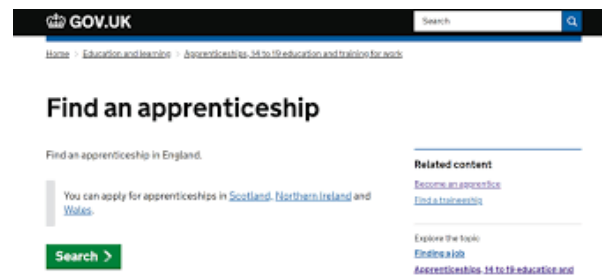 GOV.UK
Search
Home > Education and learning > Apprenticeships, 14 to 19 education and training for work
Find an apprenticeship
Find an apprenticeship in England.
You can apply for apprenticeships in Scotland, Northern Ireland and
Wales.
Search >
Related content
Become an apprentice
Find a traineeship
Explore the topic
Finding a job
Apprenticeships, 14 to 19 education and